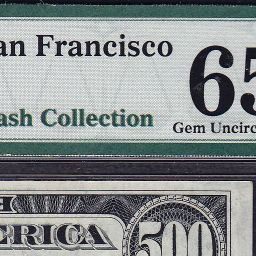 an Francisco
65
ash Collection
Gem Uncirc
H
ERICA
500